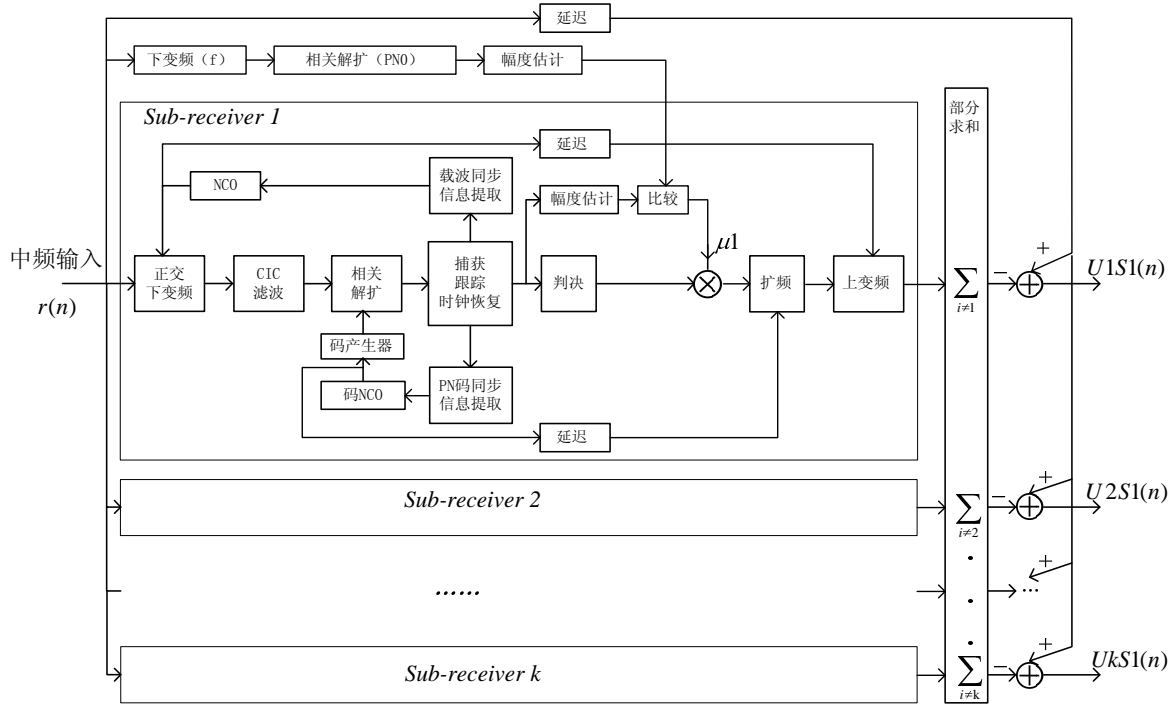 延迟
下变频（f）
相关解扩（PN0）
幅度估计
Sub-receiver 1
部分
求和
延迟
NCO
载波同步
信息提取
幅度估计
比较
μ1
中频输入
r(n)
正交
下变频
CIC
滤波
相关
解扩
捕获
跟踪
时钟恢复
判决
扩频
上变频
∑
i≠1
−
+
U1S1(n)
码产生器
码NCO
PN码同步
信息提取
延迟
Sub-receiver 2
∑
i≠2
−
+
U2S1(n)
......
+
...
Sub-receiver k
∑
i≠k
−
+
UkS1(n)